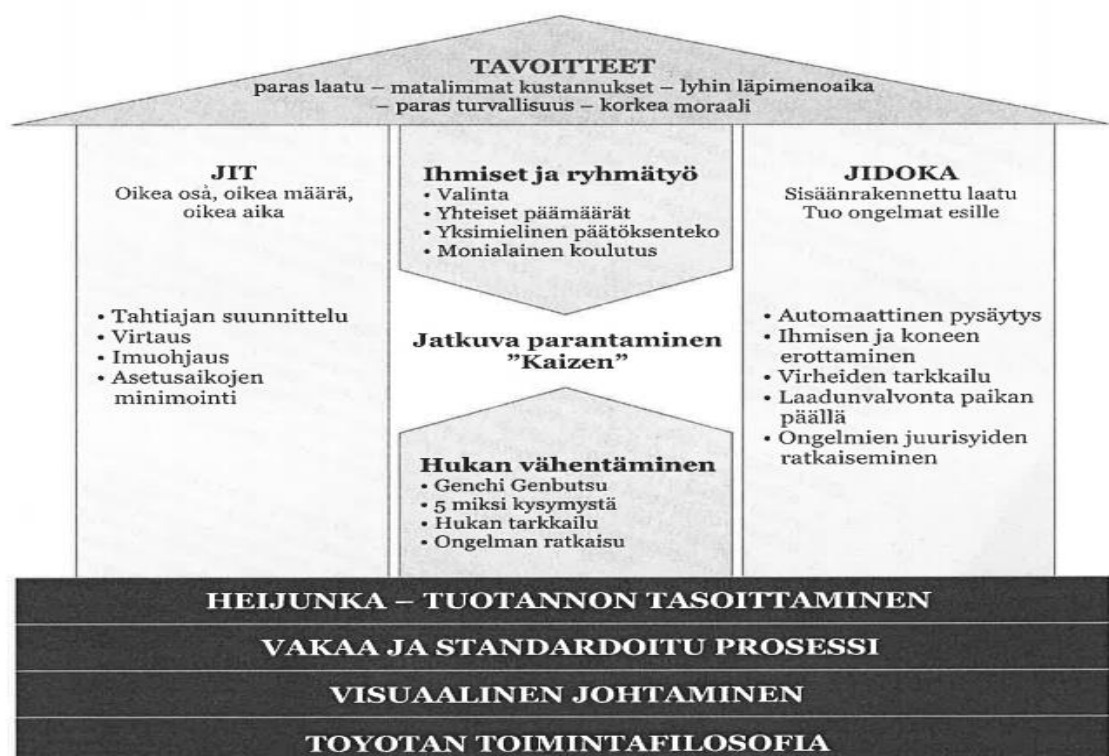 TAVOITTEET
paras laatu – matalimmat kustannukset – lyhin läpimenoaika
– paras turvallisuus – korkea moraali
JIT
Oikea osa, oikea määrä,
oikea aika
• Tahtiajan suunnittelu
• Virtaus
• Imuohjaus
• Asetusaikojen
minimointi
Ihmiset ja ryhmätyö
• Valinta
• Yhteiset päämäärät
• Yksimielinen päätöksenteko
• Monialainen koulutus
Jatkuva parantaminen
”Kaizen”
Hukan vähentäminen
• Genchi Genbutsu
• 5 miksi kysymystä
• Hukan tarkkailu
• Ongelman ratkaisu
JIDOKA
Sisäänrakennettu laatu
Tuo ongelmat esille
• Automaattinen pysäytys
• Ihmisen ja koneen
erottaminen
• Virheiden tarkkailu
• Laadunvalvonta paikan
päällä
• Ongelmien juurisyiden
ratkaiseminen
HEIJUNKA – TUOTANNON TASOITTAMINEN
VAKAA JA STANDARDOITU PROSESSI
VISUAALINEN JOHTAMINEN
TOYOTAN TOIMINTAFILOSOFIA